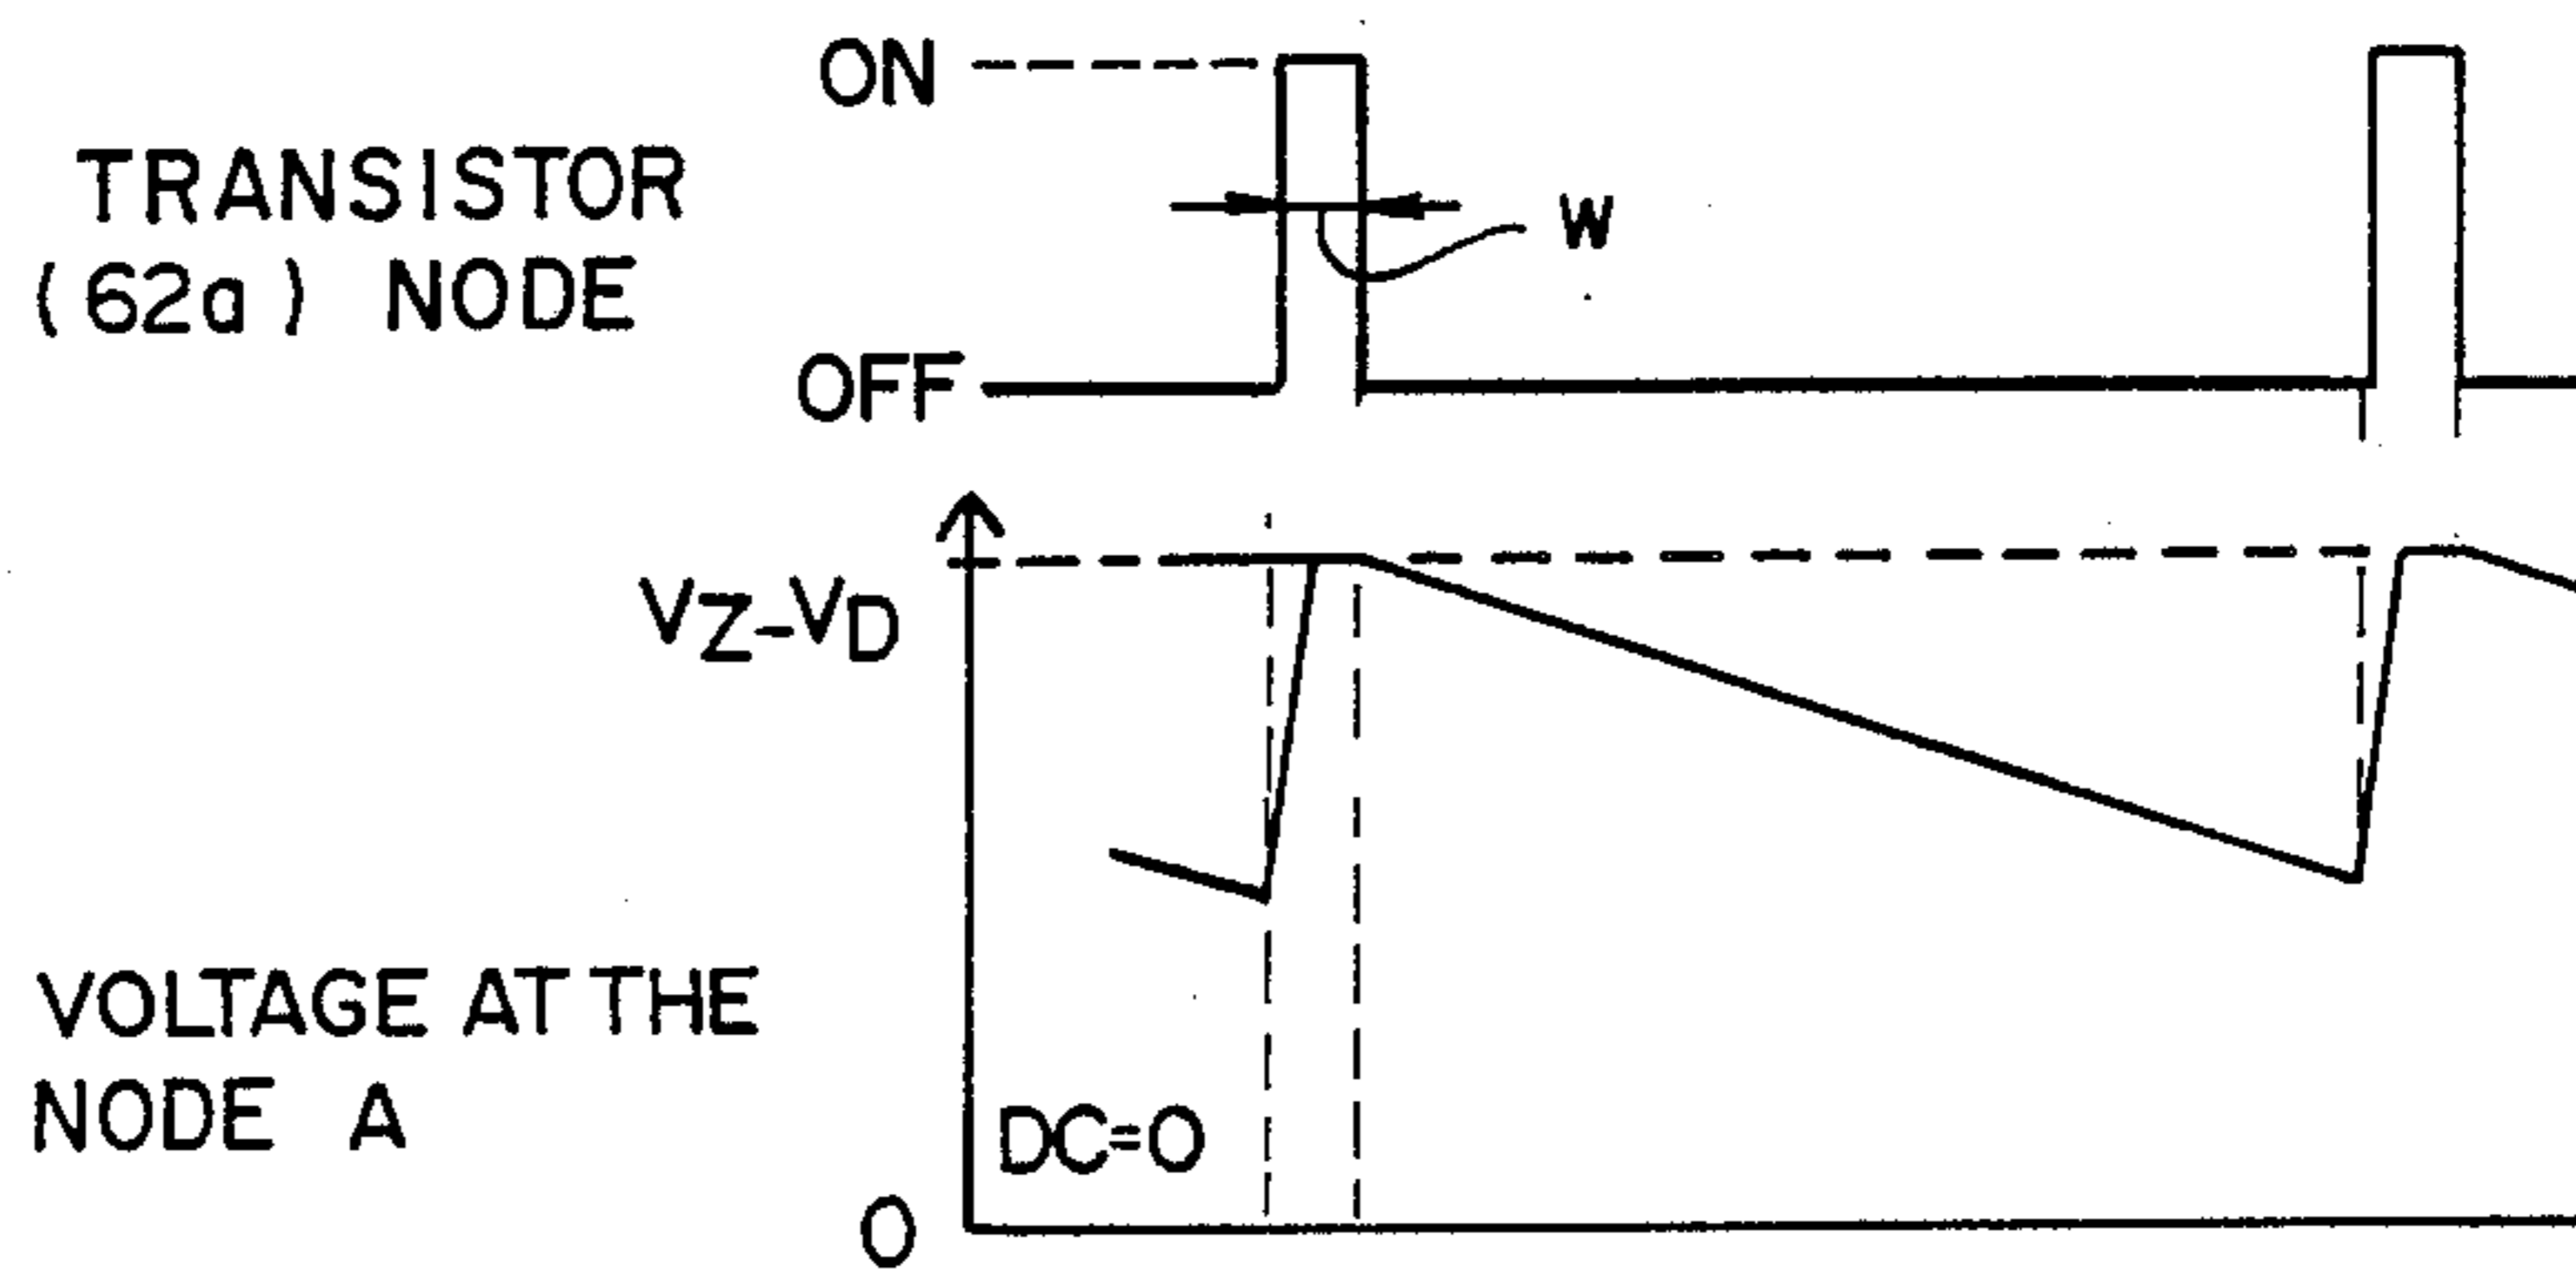 ON
TRANSISTOR
(62a) NODE
W
OFF
VZ-VD
VOLTAGE AT THE
NODE A
DC=0
0